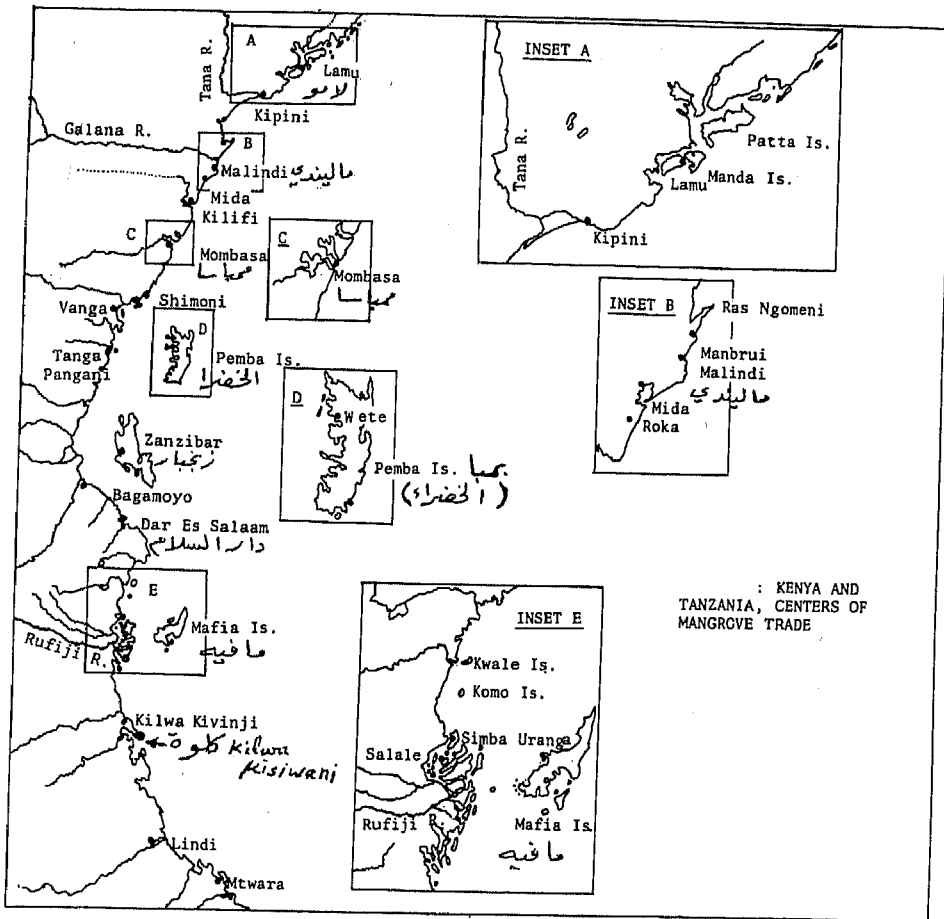 A
Tana R.
Lamu
لامو
Kipini
Galana R.
B
Malindi ماليندي
Mida
Kilifi
C
Mombasa
ممباسا
Vanga
Shimoni
D
Tanga
Pangani
Pemba Is.
الخضرا
Zanzibar
زنجبار
Bagamoyo
Dar Es Salaam
دار السلام
E
Mafia Is.
مافيه
Rufiji R.
Kilwa Kivinji
كلوة Kilwa
Kisiwani
Lindi
Mtwara
C
Mombasa
ممباسا
D
Wete
Pemba Is. بمبا
(الخضراء)
INSET A
Tana R.
Patta Is.
Manda Is.
Lamu
Kipini
INSET B
Ras Ngomeni
Manbrui
Malindi
ماليندي
Mida
Roka
INSET E
Kwale Is.
Komo Is.
Simba Uranga
Salale
Rufiji R.
Mafia Is.
مافيه
: KENYA AND
TANZANIA, CENTERS OF
MANGROVE TRADE